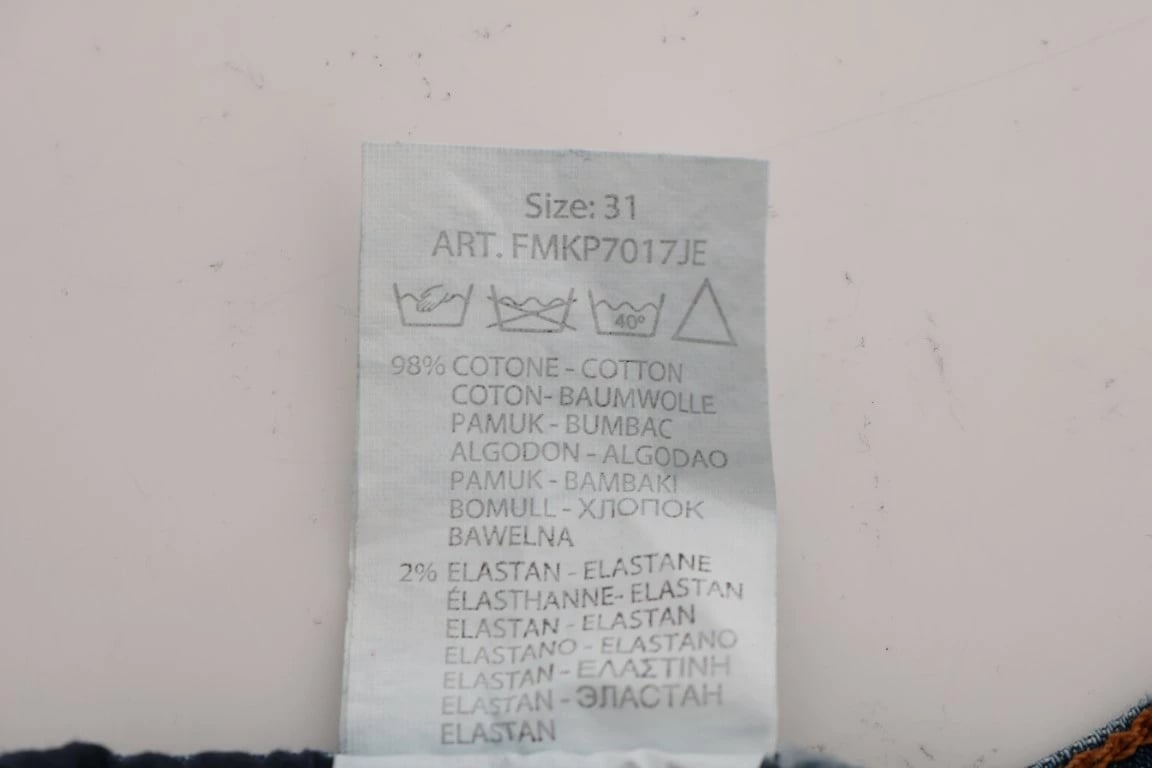 Size: 31
ART. FMKP7017JE
40°
98% COTONE - COTTON
COTON- BAUMWOLLE
PAMUK - BUMBAC
ALGODON - ALGODAO
PAMUK - BAMBAKI
BOMULL - ХЛОПОК
BAWELNA
2% ELASTAN - ELASTANE
ÉLASTHANNE- ELASTAN
ELASTAN - ELASTAN
ELASTANO - ELASTANO
ELASTAN - ΕΛΑΣΤΙΝΗ
ELASTAN - ЭЛАСТАН
ELASTAN